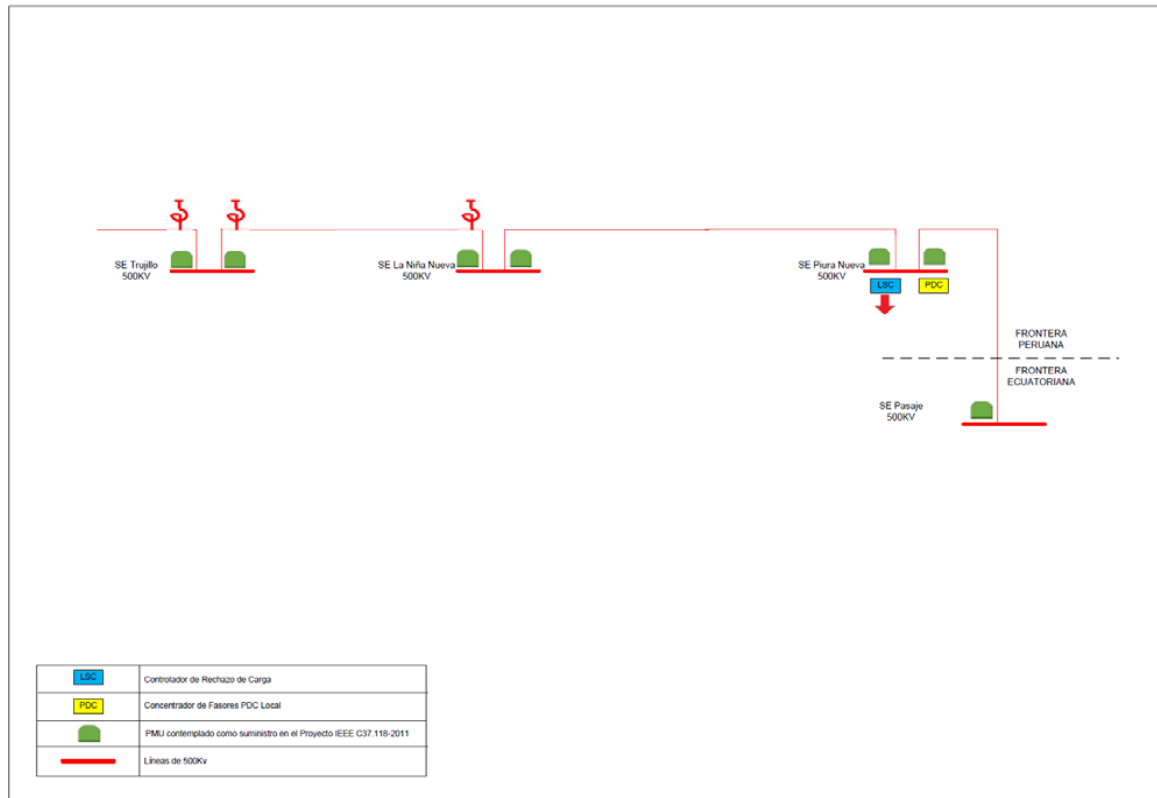 SE Trujillo
500KV
SE La Niña Nueva
500KV
SE Piura Nueva
500KV
LSC
PDC
FRONTERA
PERUANA
FRONTERA
ECUATORIANA
SE Pasaje
500KV
LSC
Controlador de Rechazo de Carga
PDC
Concentrador de Fasores PDC Local
PMU contemplado como suministro en el Proyecto IEEE C37.118-2011
Líneas de 500Kv